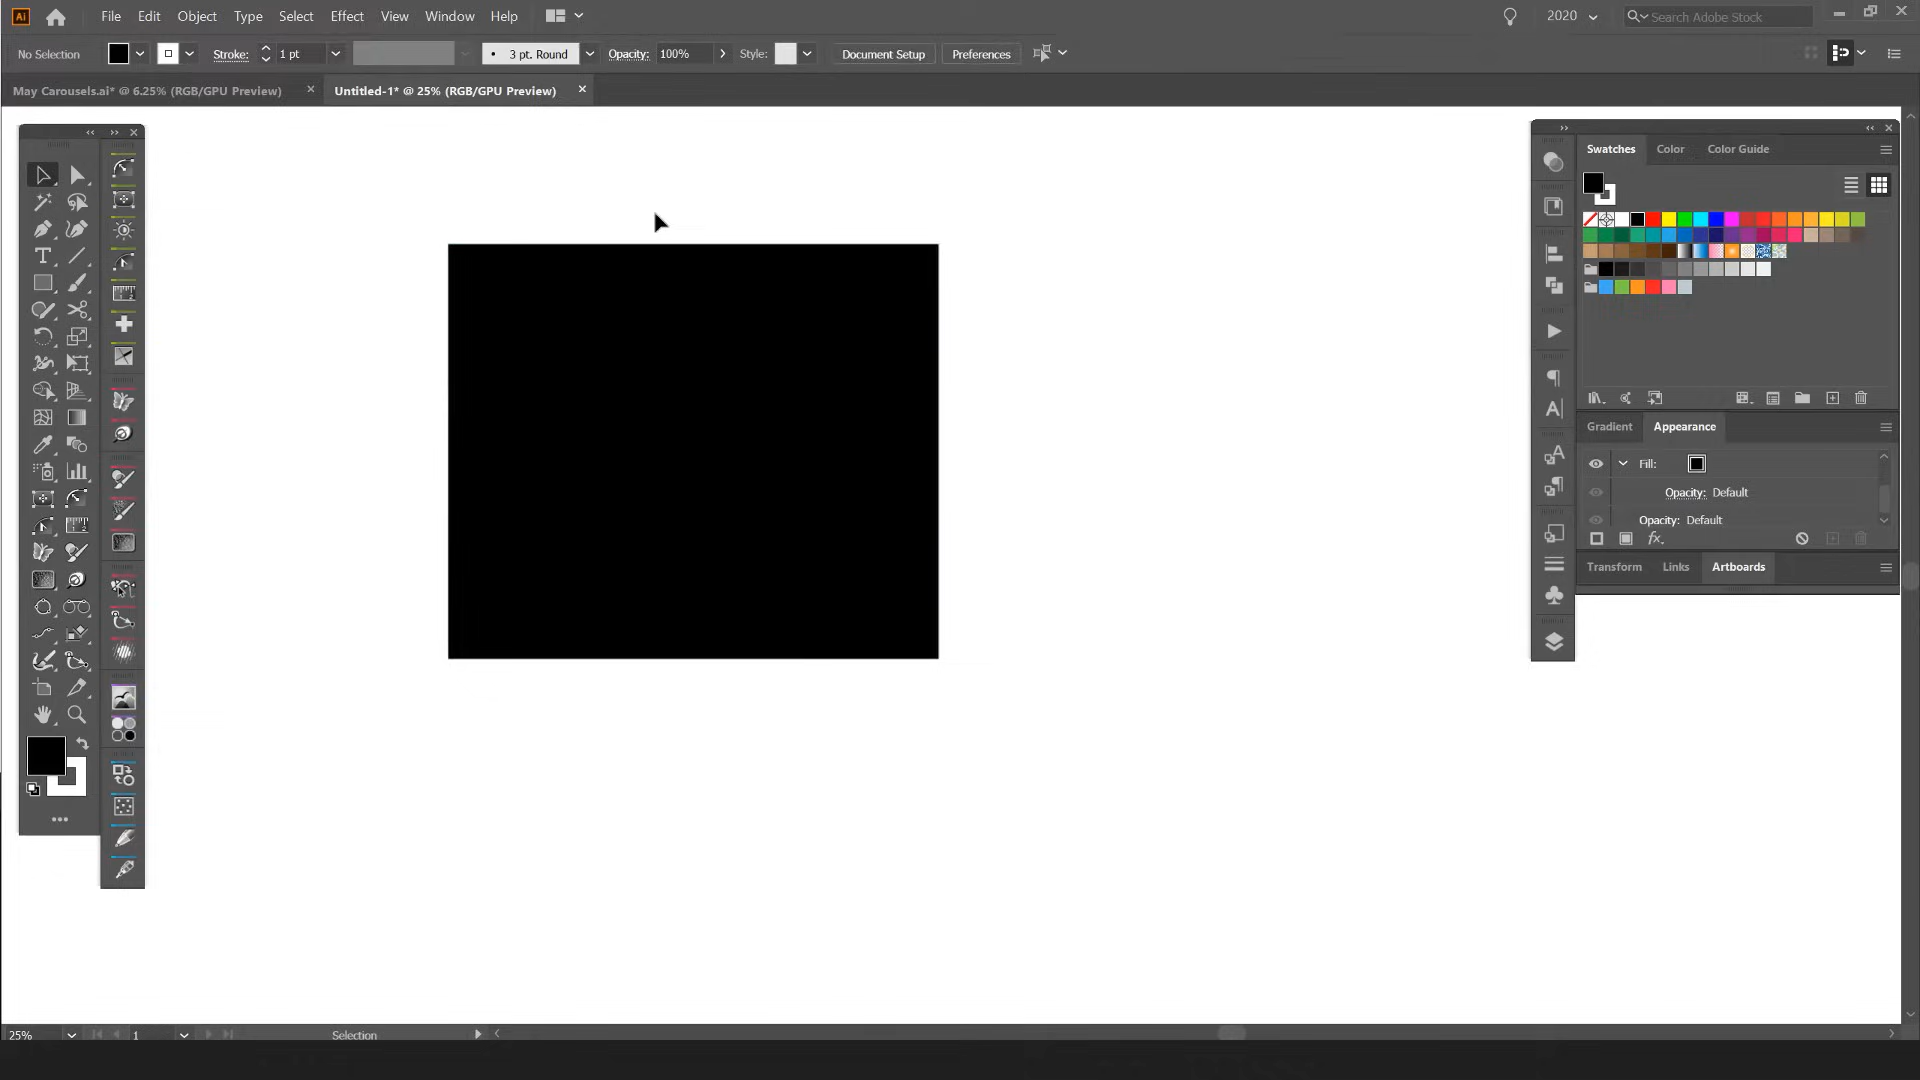 Ai File Edit Object Type Select Effect View Window Help 2020 Search Adobe Stock
No Selection Stroke: 1 pt 3 pt. Round Opacity: 100% Style: Document Setup Preferences
May Carousels.ai* @ 6.25% (RGB/GPU Preview) Untitled-1* @ 25% (RGB/GPU Preview)
Swatches Color Color Guide
Gradient Appearance
Fill:
Opacity: Default
Opacity: Default
fx
Transform Links Artboards
25% 1 Selection